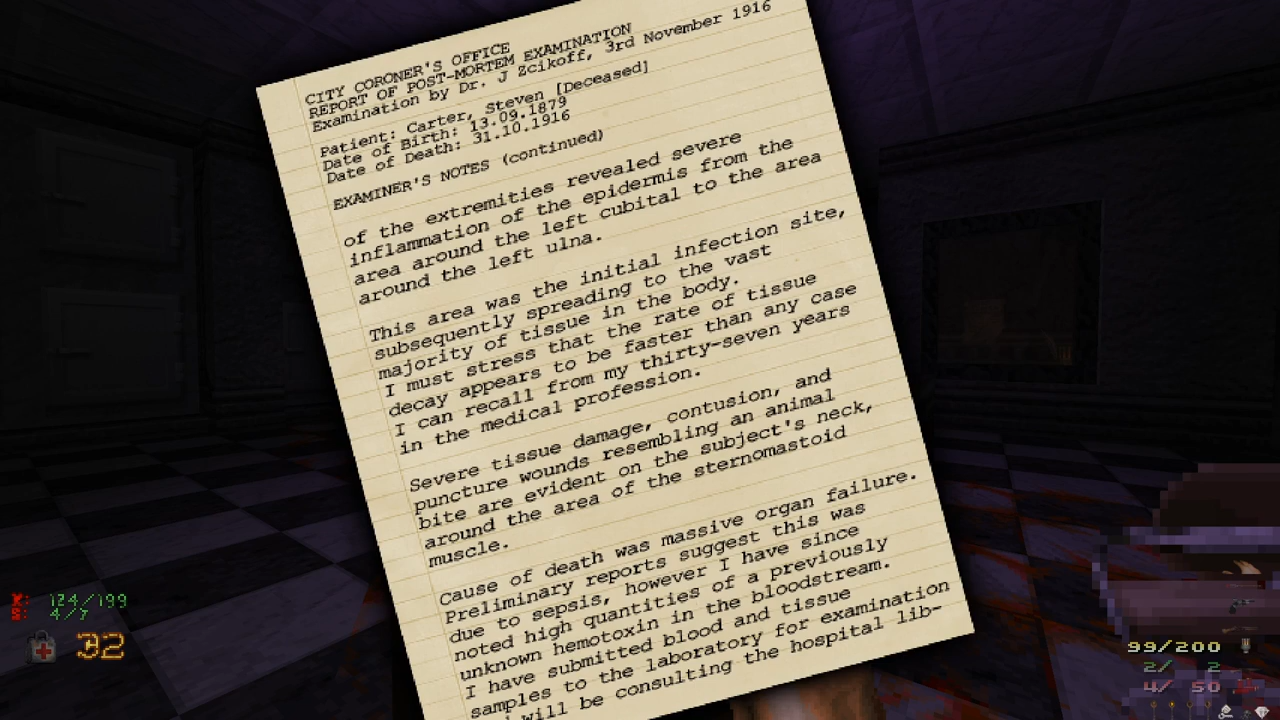 CITY CORONER'S OFFICE
REPORT OF POST-MORTEM EXAMINATION
Examination by Dr. J Zcikoff, 3rd November 1916
Patient: Carter, Steven [Deceased]
Date of Birth: 13.09.1879
Date of Death: 31.10.1916
EXAMINER'S NOTES (continued)
of the extremities revealed severe
inflammation of the epidermis from the
area around the left cubital to the area
around the left ulna.
This area was the initial infection site,
subsequently spreading to the vast
majority of tissue in the body.
I must stress that the rate of tissue
decay appears to be faster than any case
I can recall from my thirty-seven years
in the medical profession.
Severe tissue damage, contusion, and
puncture wounds resembling an animal
bite are evident on the subject's neck,
around the area of the sternomastoid
muscle.
Cause of death was massive organ failure.
Preliminary reports suggest this was
due to sepsis, however I have since
noted high quantities of a previously
unknown hemotoxin in the bloodstream.
I have submitted blood and tissue
samples to the laboratory for examination
will be consulting the hospital lib-
K: 124/199
S: 4/7
32
99/200
2/ 2
4/ 50